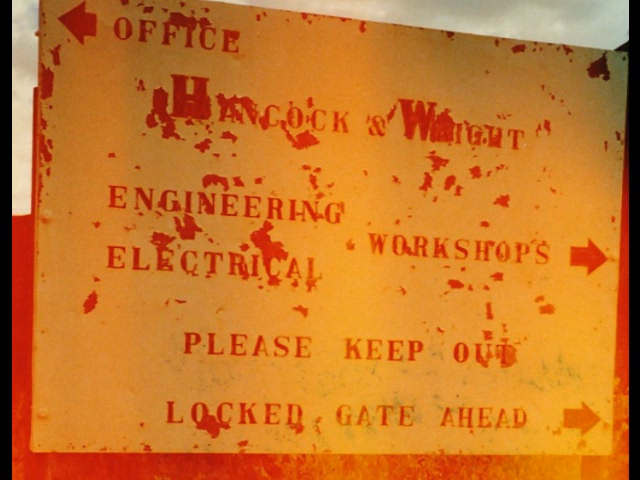 OFFICE
HANCOCK & WRIGHT
ENGINEERING
WORKSHOPS
ELECTRICAL
PLEASE KEEP OUT
LOCKED GATE AHEAD